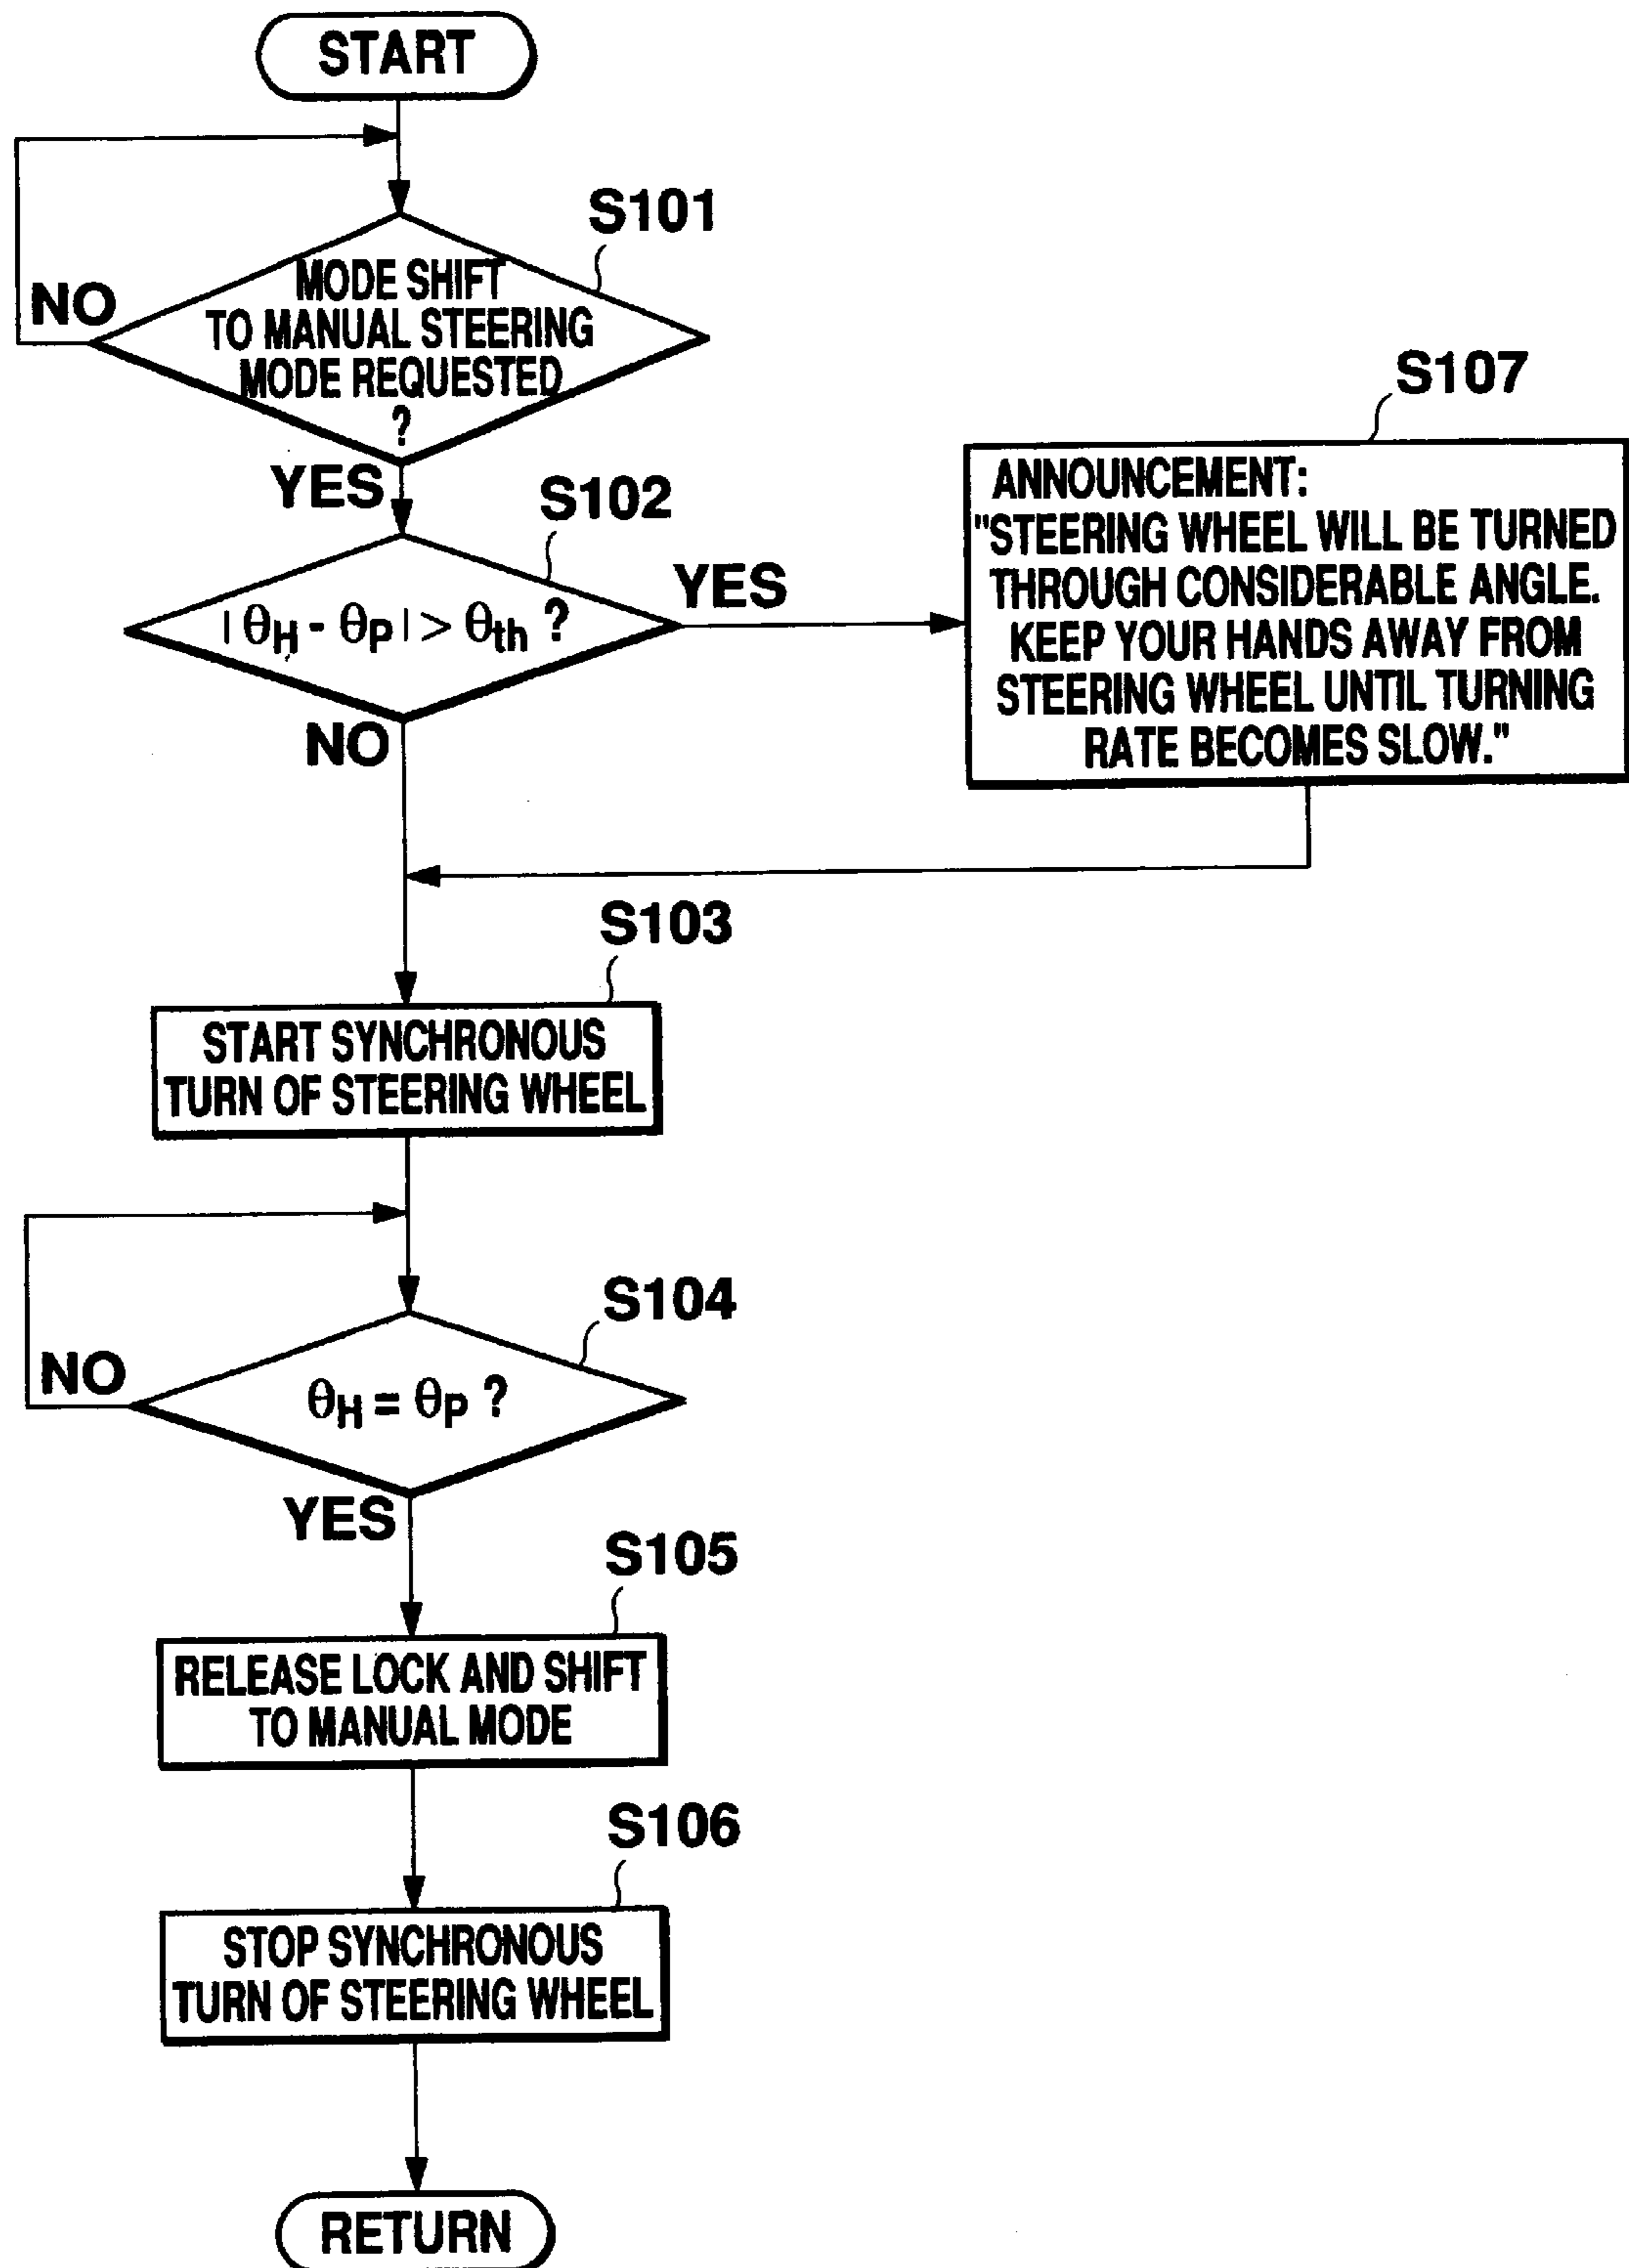 START
S101
NO
MODE SHIFT
TO MANUAL STEERING
MODE REQUESTED
?
YES
S102
|θH - θP| > θth ?
YES
NO
S107
ANNOUNCEMENT:
"STEERING WHEEL WILL BE TURNED
THROUGH CONSIDERABLE ANGLE.
KEEP YOUR HANDS AWAY FROM
STEERING WHEEL UNTIL TURNING
RATE BECOMES SLOW."
S103
START SYNCHRONOUS
TURN OF STEERING WHEEL
S104
NO
θH = θP ?
YES
S105
RELEASE LOCK AND SHIFT
TO MANUAL MODE
S106
STOP SYNCHRONOUS
TURN OF STEERING WHEEL
RETURN